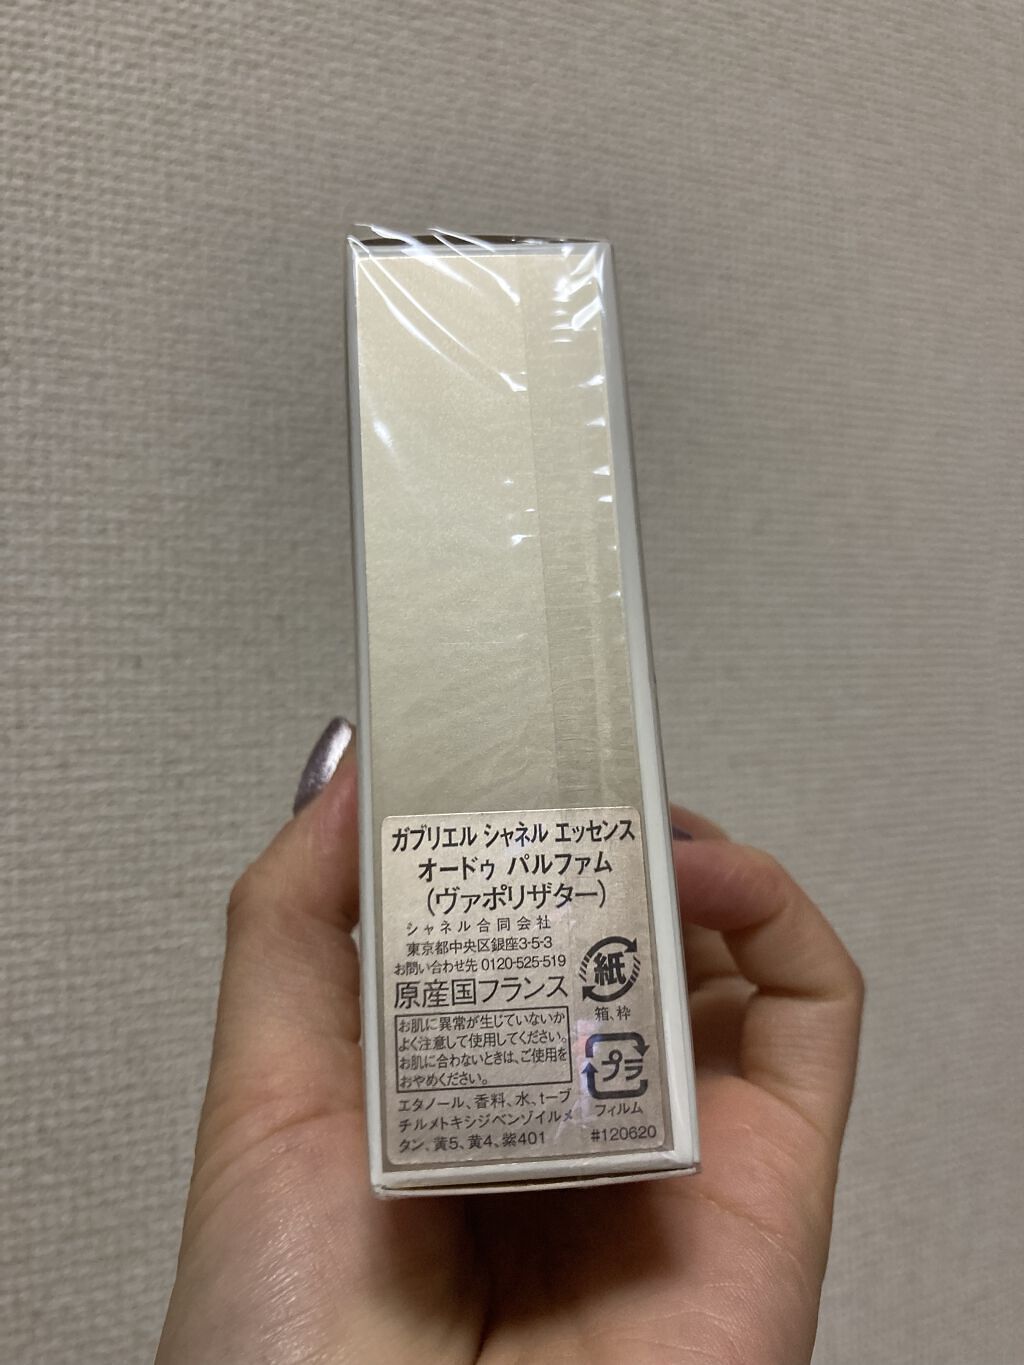 ガブリエル シャネル エッセンス
オードゥ パルファム
(ヴァポリザター)
シャネル合同会社
東京都中央区銀座3-5-3
お問い合わせ先 0120-525-519
原産国フランス
お肌に異常が生じていないか
よく注意して使用してください。
お肌に合わないときは、ご使用を
おやめください。
エタノール、香料、水、t-ブ
チルメトキシジベンゾイルメ
タン、黄5、黄4、紫401
紙
箱、枠
プラ
フィルム
#120620